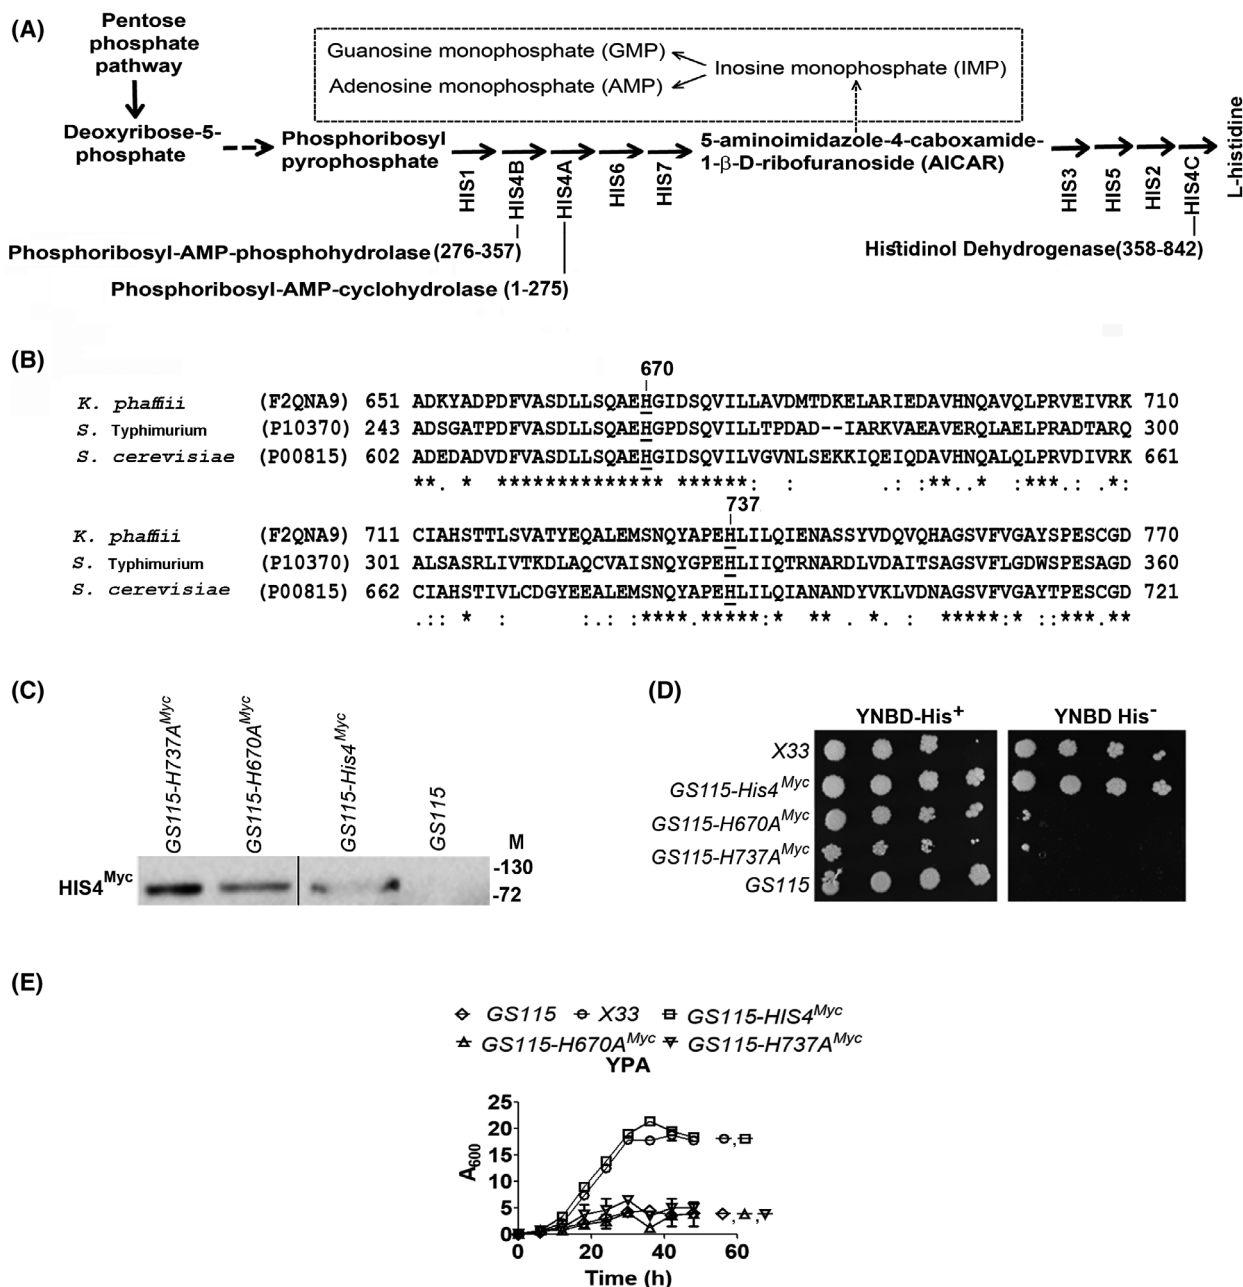 (A)
Pentose
phosphate
pathway
Deoxyribose-5-
phosphate
Phosphoribosyl
pyrophosphate
Guanosine monophosphate (GMP)
Adenosine monophosphate (AMP)
Inosine monophosphate (IMP)
5-aminoimidazole-4-caboxamide-
1-β-D-ribofuranoside (AICAR)
HIS1
HIS4B
HIS4A
HIS6
HIS7
HIS3
HIS5
HIS2
HIS4C
L-histidine
Phosphoribosyl-AMP-phosphohydrolase (276-357)
Histidinol Dehydrogenase(358-842)
Phosphoribosyl-AMP-cyclohydrolase (1-275)
(B)
670
K. phaffii (F2QNA9) 651 ADKYADPDFVASDLLSQAEHGIDSQVILLAVDMTDKELARIEDAVHNQAVQLPRVEIVRK 710
S. Typhimurium (P10370) 243 ADSGATPDFVASDLLSQAEHGPDSQVILLTPDAD--IARKVAEAVERQLAELPRADTARQ 300
S. cerevisiae (P00815) 602 ADEDADVDFVASDLLSQAEHGIDSQVILVGVNLSEKKIQEIQDAVHNQALQLPRVDIVRK 661
**. * ************** ******: : .: **..* ***.: .*:
737
K. phaffii (F2QNA9) 711 CIAHSTTLSVATYEQALEMSNQYAPEHLILQIENASSYVDQVQHAGSVFVGAYSPESCGD 770
S. Typhimurium (P10370) 301 ALSASRLIVTKDLAQCVAISNQYGPEHLIIQTRNARDLVDAITSAGSVFLGDWSPESAGD 360
S. cerevisiae (P00815) 662 CIAHSTIVLCDGYEEALEMSNQYAPEHLILQIANANDYVKLVDNAGSVFVGAYTPESCGD 721
.:: * : :.: :****.*****:* ** . *. : *****:* ::***.**
(C)
GS115-H737A^Myc
GS115-H670A^Myc
GS115-His4^Myc
GS115
M
HIS4^Myc
-130
-72
(D)
YNBD-His+ YNBD His-
X33
GS115-His4^Myc
GS115-H670A^Myc
GS115-H737A^Myc
GS115
(E)
GS115 X33 GS115-HIS4^Myc
GS115-H670A^Myc GS115-H737A^Myc
YPA
25
20
15
10
5
0
A600
, 
, ,
0 20 40 60
Time (h)